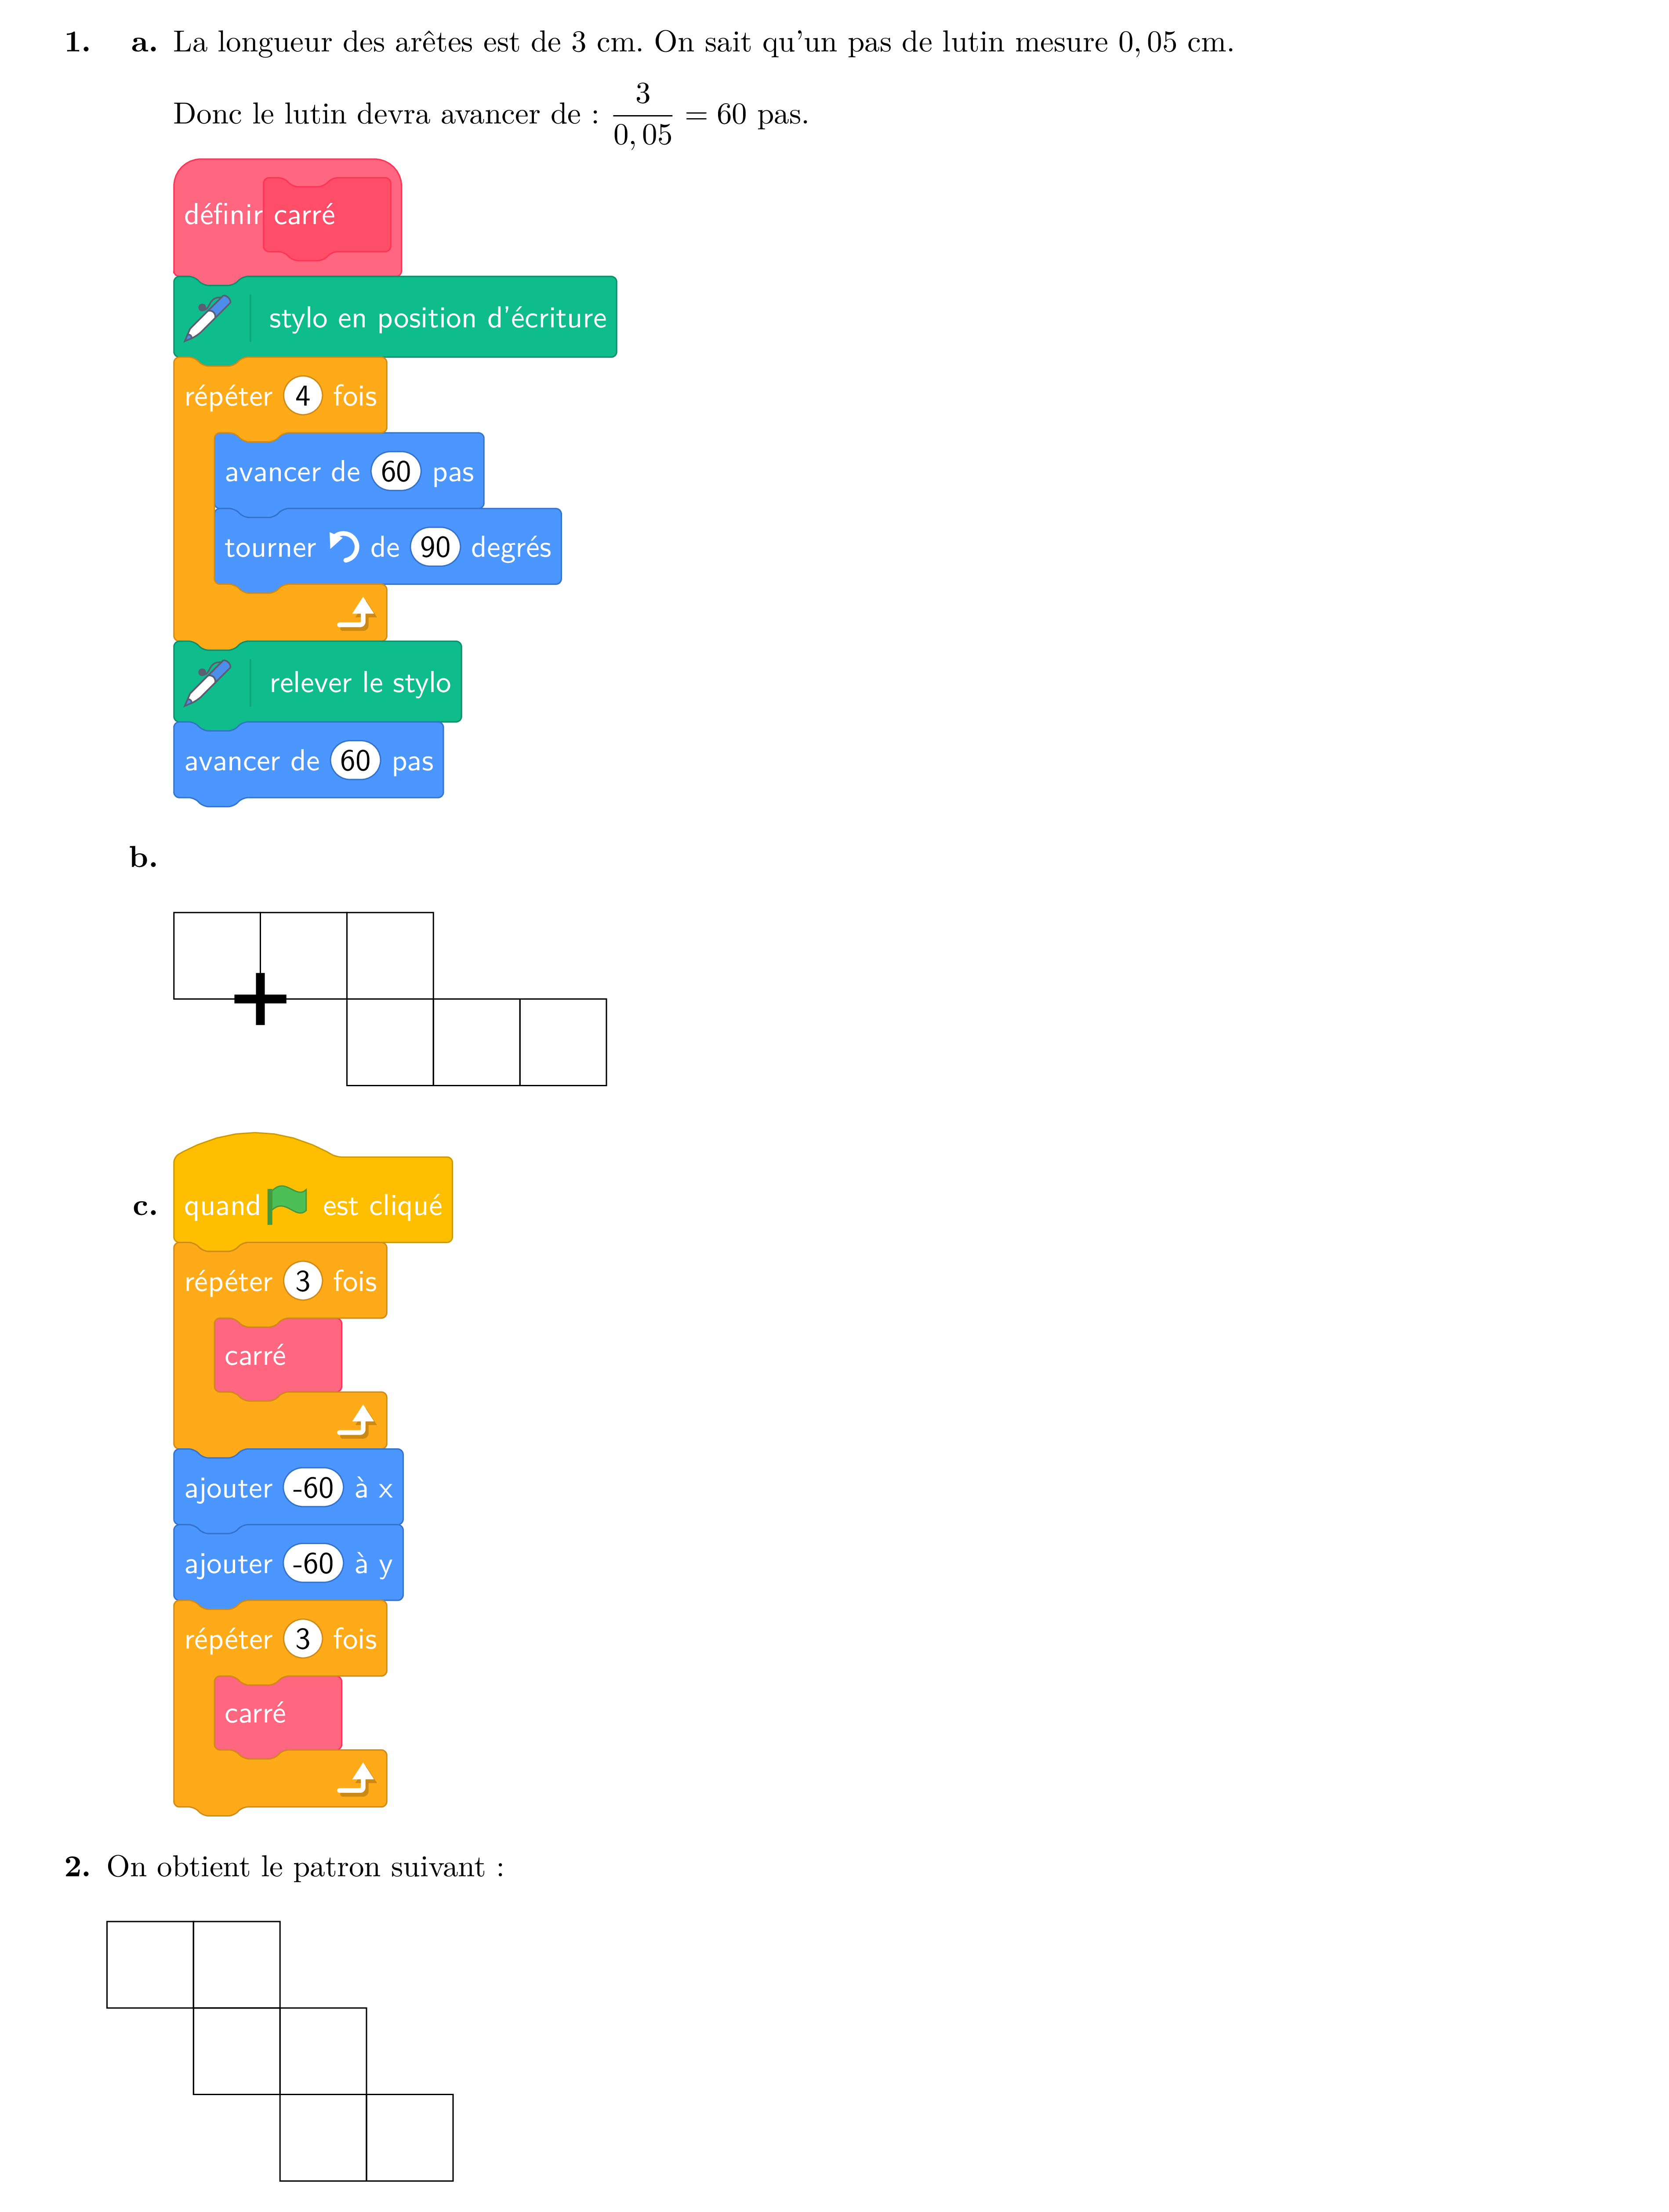 1. a. La longueur des arêtes est de 3 cm. On sait qu'un pas de lutin mesure 0,05 cm.
Donc le lutin devra avancer de : 3/0,05 = 60 pas.
définir carré
stylo en position d'écriture
répéter 4 fois
avancer de 60 pas
tourner de 90 degrés
relever le stylo
avancer de 60 pas
b.
c. quand est cliqué
répéter 3 fois
carré
ajouter -60 à x
ajouter -60 à y
répéter 3 fois
carré
2. On obtient le patron suivant :